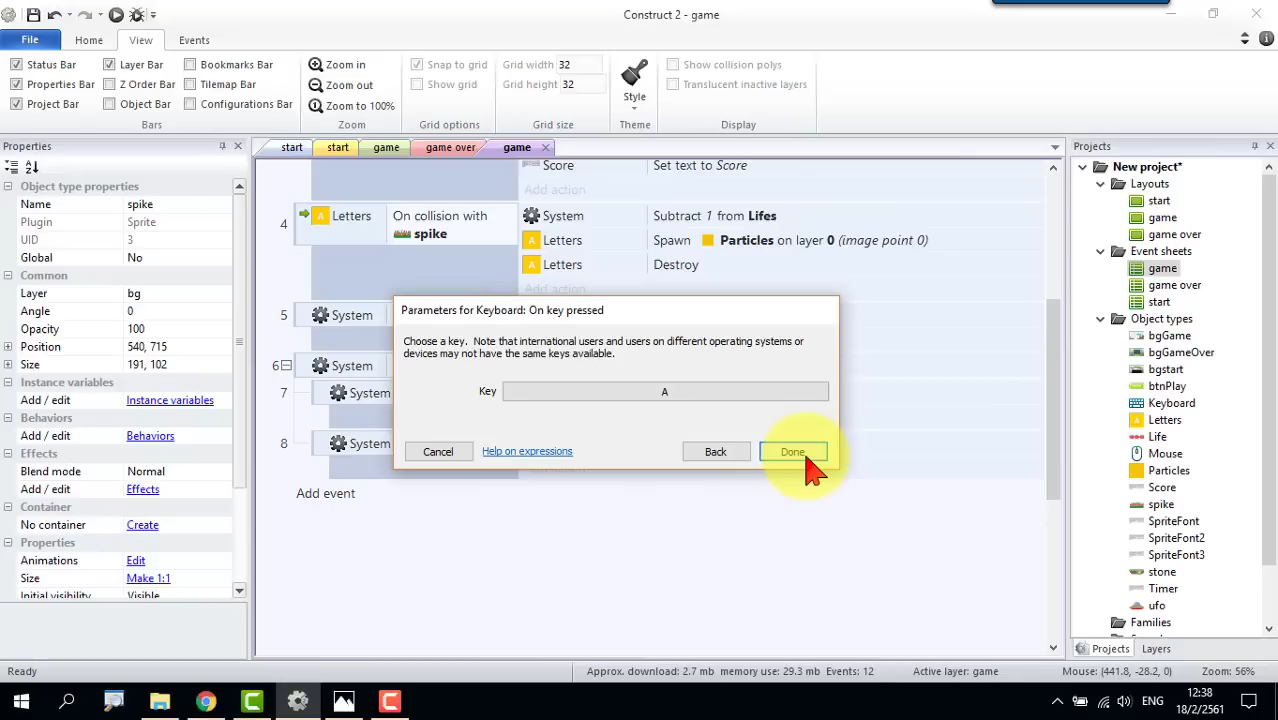 Construct 2 - game
File Home View Events
Status Bar Layer Bar Bookmarks Bar
Properties Bar Z Order Bar Tilemap Bar
Project Bar Object Bar Configurations Bar
Bars
Zoom in
Zoom out
Zoom to 100%
Zoom
Snap to grid
Show grid
Grid options
Grid width 32
Grid height 32
Grid size
Style
Theme
Show collision polys
Translucent inactive layers
Display
Properties
Object type properties
Name spike
Plugin Sprite
UID 3
Global No
Common
Layer bg
Angle 0
Opacity 100
Position 540, 715
Size 191, 102
Instance variables
Add / edit Instance variables
Behaviors
Add / edit Behaviors
Effects
Blend mode Normal
Add / edit Effects
Container
No container Create
Properties
Animations Edit
Size Make 1:1
Initial visibility Visible
start start game game over game
Score Set text to Score
Add action
4 A Letters On collision with spike
System Subtract 1 from Lifes
A Letters Spawn Particles on layer 0 (image point 0)
A Letters Destroy
Add action
5 System
6 System
7 System
8 System
Add event
Parameters for Keyboard: On key pressed
Choose a key. Note that international users and users on different operating systems or
devices may not have the same keys available.
Key A
Cancel Help on expressions Back Done
Projects
New project*
Layouts
start
game
game over
Event sheets
game
game over
start
Object types
bgGame
bgGameOver
bgstart
btnPlay
Keyboard
Letters
Life
Mouse
Particles
Score
spike
SpriteFont
SpriteFont2
SpriteFont3
stone
Timer
ufo
Families
Projects Layers
Ready Approx. download: 2.7 mb memory use: 29.3 mb Events: 12 Active layer: game Mouse: (441.8, -28.2, 0) Zoom: 56%
ENG
12:38
18/2/2561